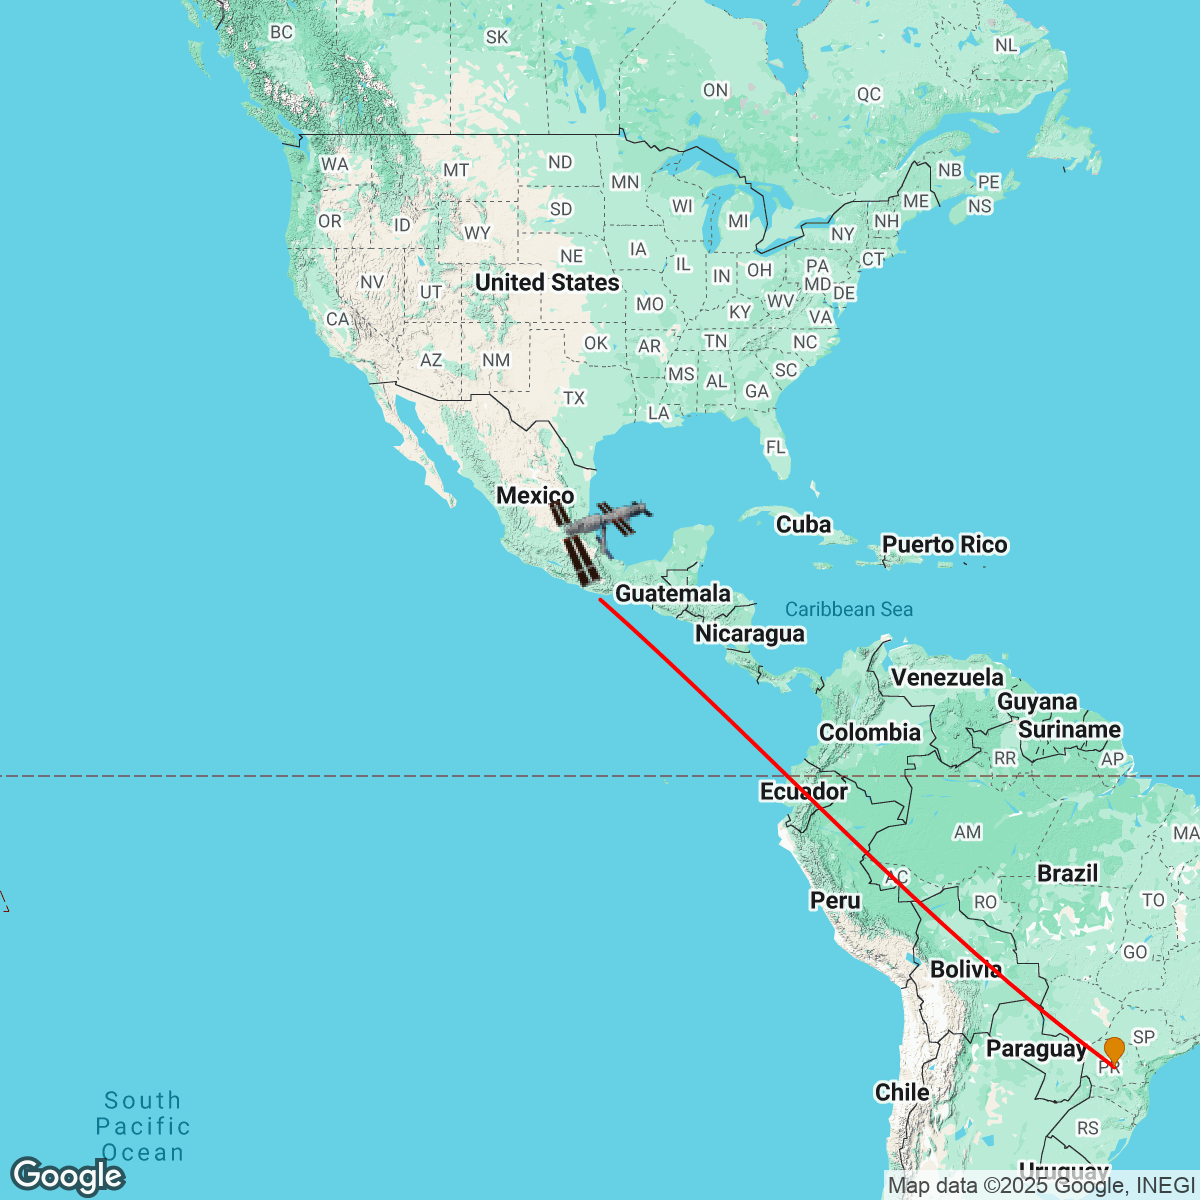 BC
SK
NL
ON
QC
WA
MT
ND
MN
NB
PE
ME
NS
OR
ID
SD
WI
MI
NH
WY
NY
IA
CT
NE
IL
IN
OH
PA
NV
United States
MD
UT
DE
MO
KY
WV
CA
VA
OK
AR
TN
NC
AZ
NM
MS
AL
SC
GA
TX
LA
FL
Mexico
Cuba
Puerto Rico
Guatemala
Caribbean Sea
Nicaragua
Venezuela
Guyana
Colombia
Suriname
RR
AP
Ecuador
AM
MA
Brazil
AC
Peru
RO
TO
GO
Bolivia
SP
Paraguay
PR
Chile
South
Pacific
Ocean
RS
Uruguay
Google
Map data ©2025 Google, INEGI